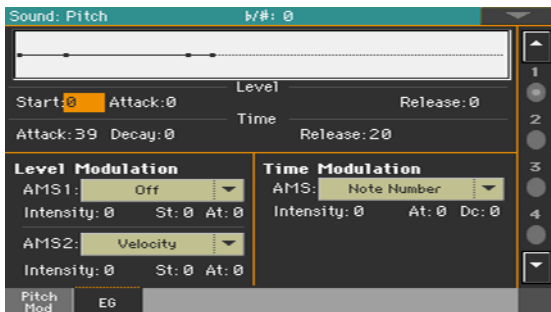 Sound: Pitch ♭/#: 0
Level
Start:0 Attack:0 Release:0
Time
Attack:39 Decay:0 Release:20
Level Modulation
AMS1: Off
Intensity:0 St:0 At:0
AMS2: Velocity
Intensity:0 St:0 At:0
Time Modulation
AMS: Note Number
Intensity:0 At:0 Dc:0
1
2
3
4
Pitch
Mod
EG